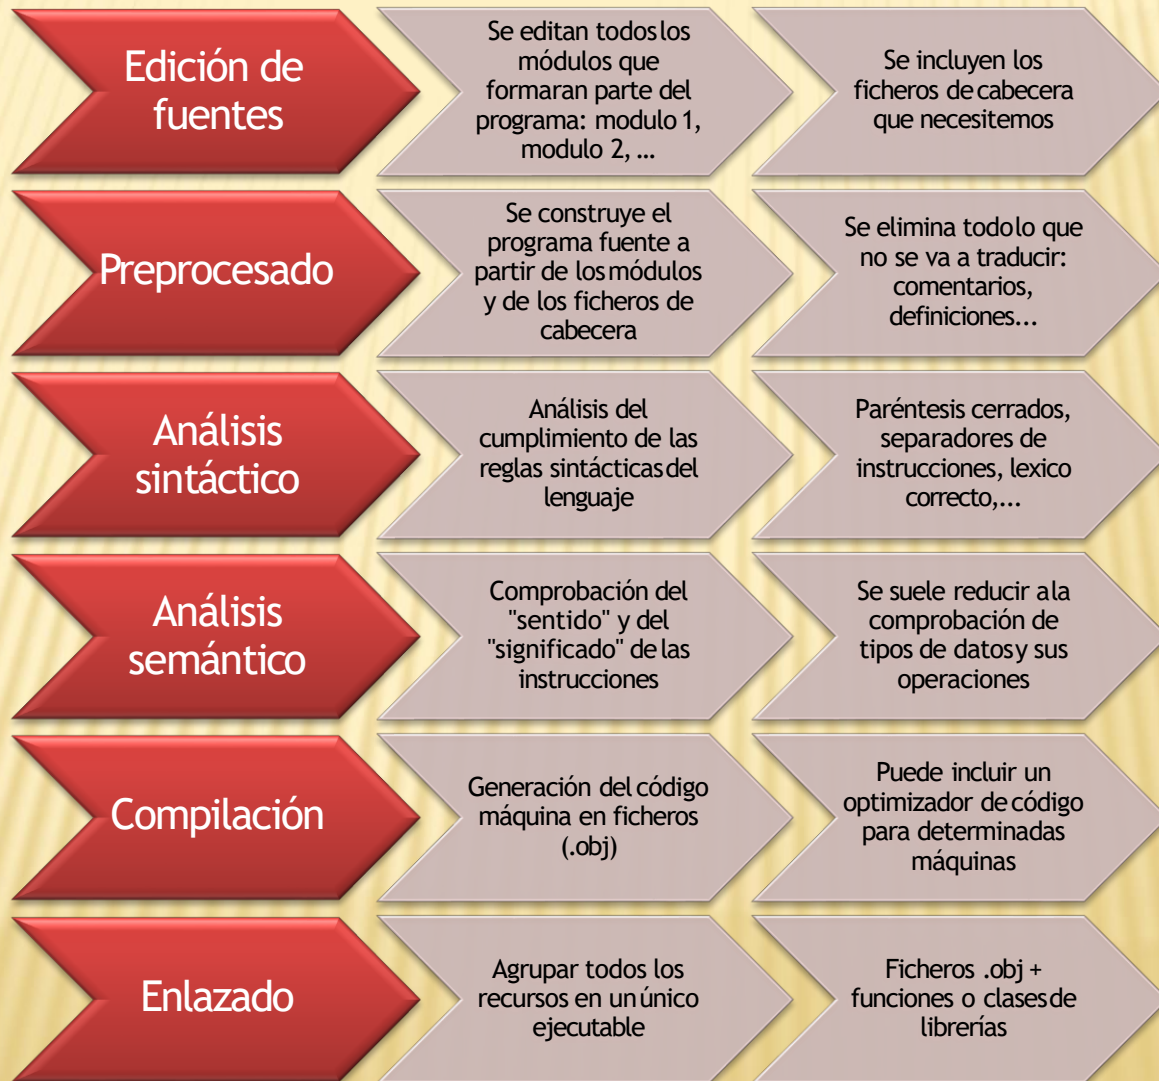 Edición de
fuentes
Se editan todos los
módulos que
formaran parte del
programa: modulo 1,
modulo 2, ...
Se incluyen los
ficheros de cabecera
que necesitemos
Preprocesado
Se construye el
programa fuente a
partir de los módulos
y de los ficheros de
cabecera
Se elimina todo lo que
no se va a traducir:
comentarios,
definiciones...
Análisis
sintáctico
Análisis del
cumplimiento de las
reglas sintácticas del
lenguaje
Paréntesis cerrados,
separadores de
instrucciones, lexico
correcto,...
Análisis
semántico
Comprobación del
"sentido" y del
"significado" de las
instrucciones
Se suele reducir a la
comprobación de
tipos de datos y sus
operaciones
Compilación
Generación del código
máquina en ficheros
(.obj)
Puede incluir un
optimizador de código
para determinadas
máquinas
Enlazado
Agrupar todos los
recursos en un único
ejecutable
Ficheros .obj +
funciones o clases de
librerías